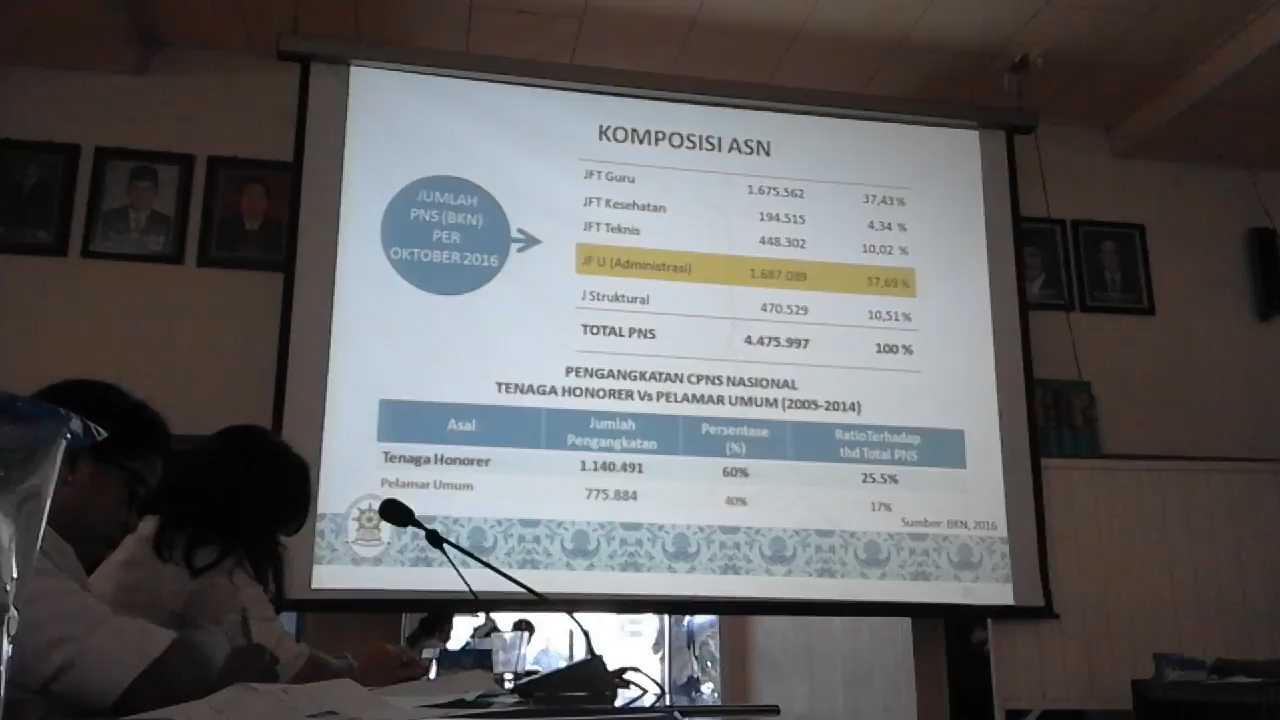 KOMPOSISI ASN
JUMLAH
PNS (BKN)
PER
OKTOBER 2016
JFT Guru 1.675.562 37,43 %
JFT Kesehatan 194.515 4,34 %
JFT Teknis 448.302 10,02 %
JF U (Administrasi) 1.687.089 37,69 %
J Struktural 470.529 10,51 %
TOTAL PNS 4.475.997 100 %
PENGANGKATAN CPNS NASIONAL
TENAGA HONORER Vs PELAMAR UMUM (2005-2014)
Asal Jumlah Pengangkatan Persentase (%) RatioTerhadap thd Total PNS
Tenaga Honorer 1.140.491 60% 25.5%
Pelamar Umum 775.884 40% 17%
Sumber: BKN, 2016